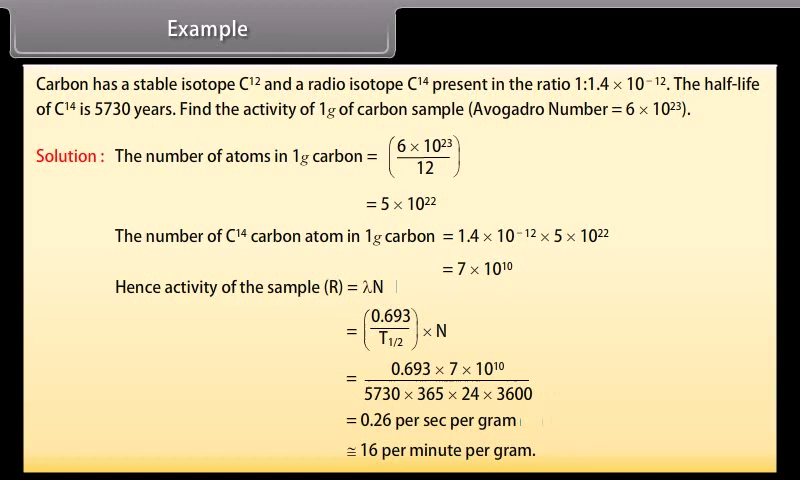 Example
Carbon has a stable isotope C¹² and a radio isotope C¹⁴ present in the ratio 1:1.4 × 10⁻¹². The half-life
of C¹⁴ is 5730 years. Find the activity of 1g of carbon sample (Avogadro Number = 6 × 10²³).
Solution : The number of atoms in 1g carbon = (6 × 10²³ / 12)
= 5 × 10²²
The number of C¹⁴ carbon atom in 1g carbon = 1.4 × 10⁻¹² × 5 × 10²²
= 7 × 10¹⁰
Hence activity of the sample (R) = λN
= (0.693 / T₁/₂) × N
= 0.693 × 7 × 10¹⁰ / 5730 × 365 × 24 × 3600
= 0.26 per sec per gram
≅ 16 per minute per gram.